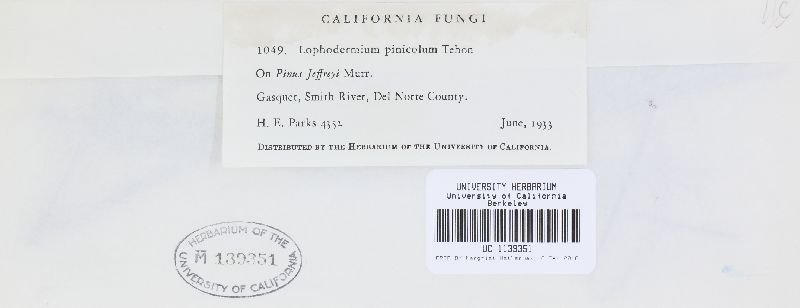 CALIFORNIA FUNGI
1049. Lophodermium pinicolum Tehon
On Pinus Jeffreyi Murr.
Gasquet, Smith River, Del Norte County.
H. E. Parks 4352 June, 1933
DISTRIBUTED BY THE HERBARIUM OF THE UNIVERSITY OF CALIFORNIA.
UNIVERSITY HERBARIUM
University of California
Berkeley
UC 1139351
HERBARIUM OF THE
M 139351
UNIVERSITY OF CALIFORNIA